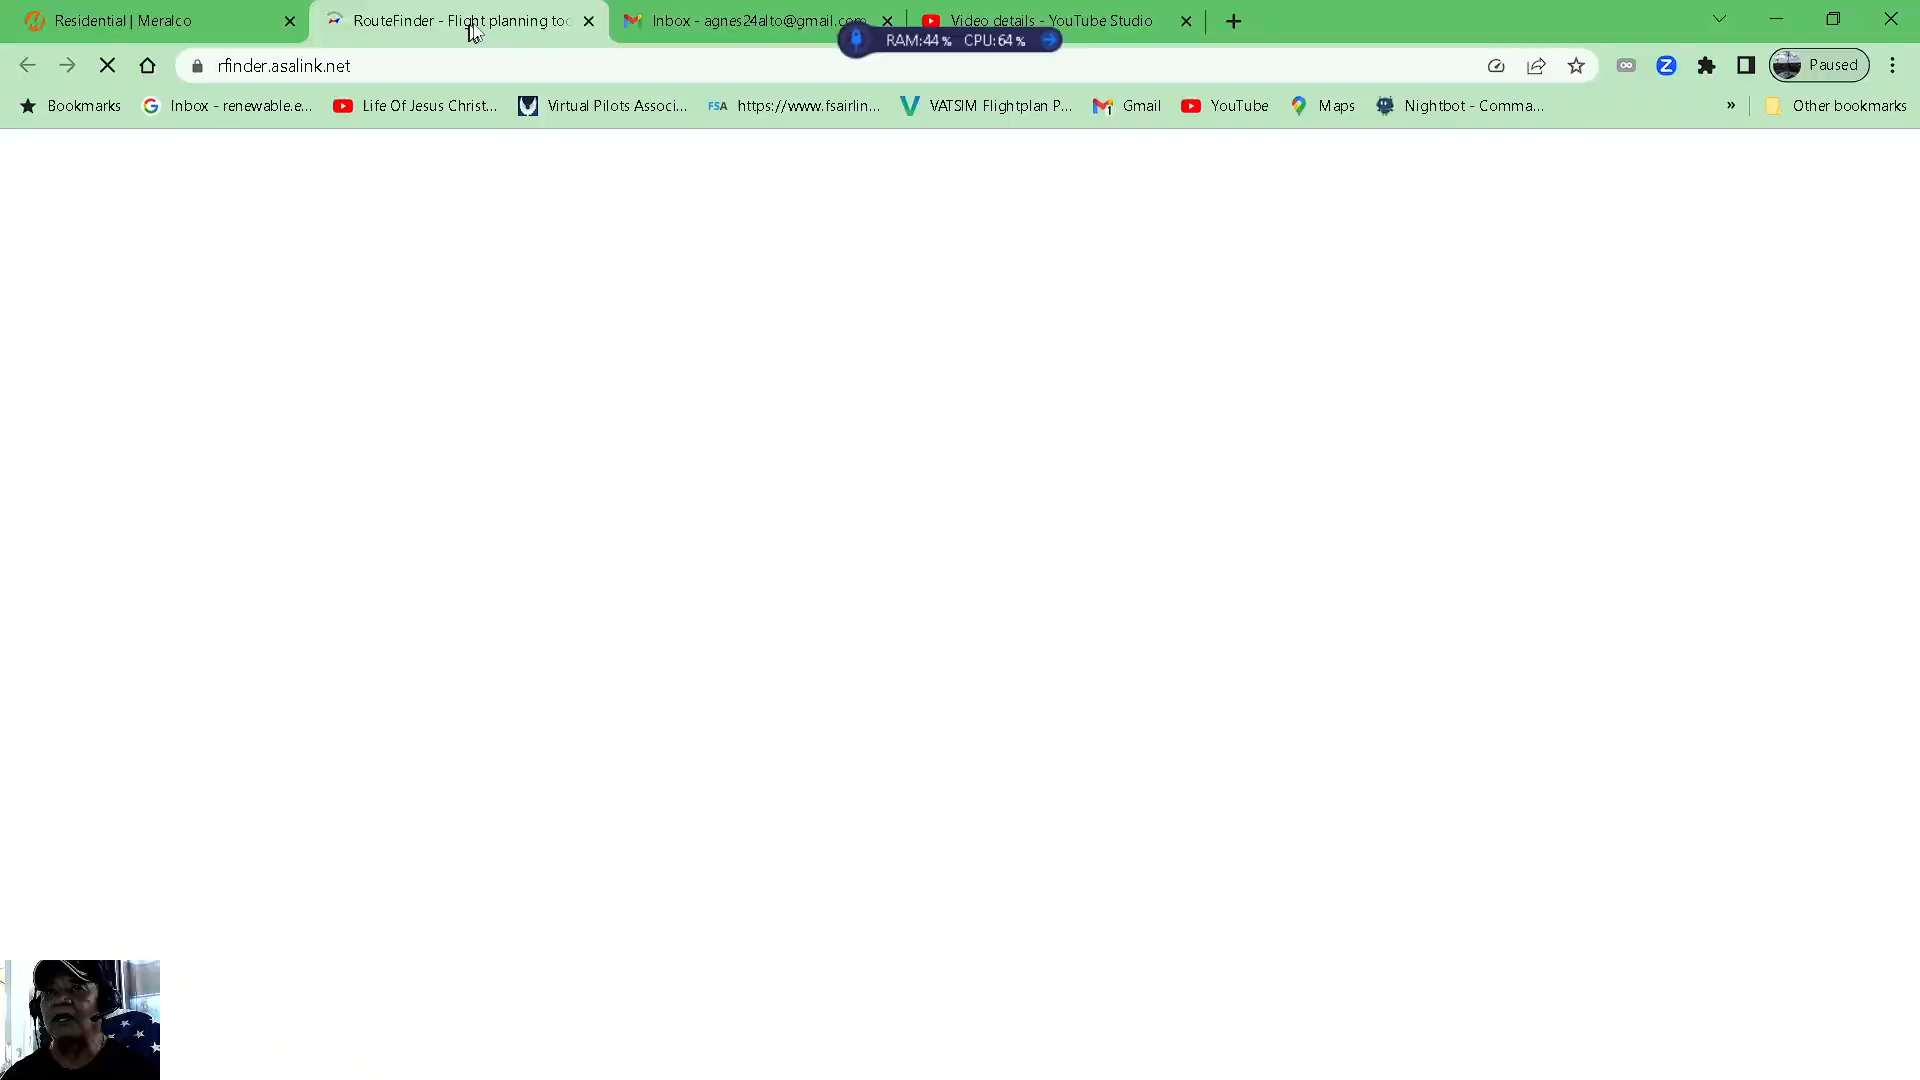 Residential | Meralco
RouteFinder - Flight planning too
Inbox - agnes24alto@gmail.com
Video details - YouTube Studio
RAM:44% CPU:64%
rfinder.asalink.net
Paused
Bookmarks
Inbox - renewable.e...
Life Of Jesus Christ...
Virtual Pilots Associ...
FSA
https://www.fsairlin...
VATSIM Flightplan P...
Gmail
YouTube
Maps
Nightbot - Comma...
»
Other bookmarks